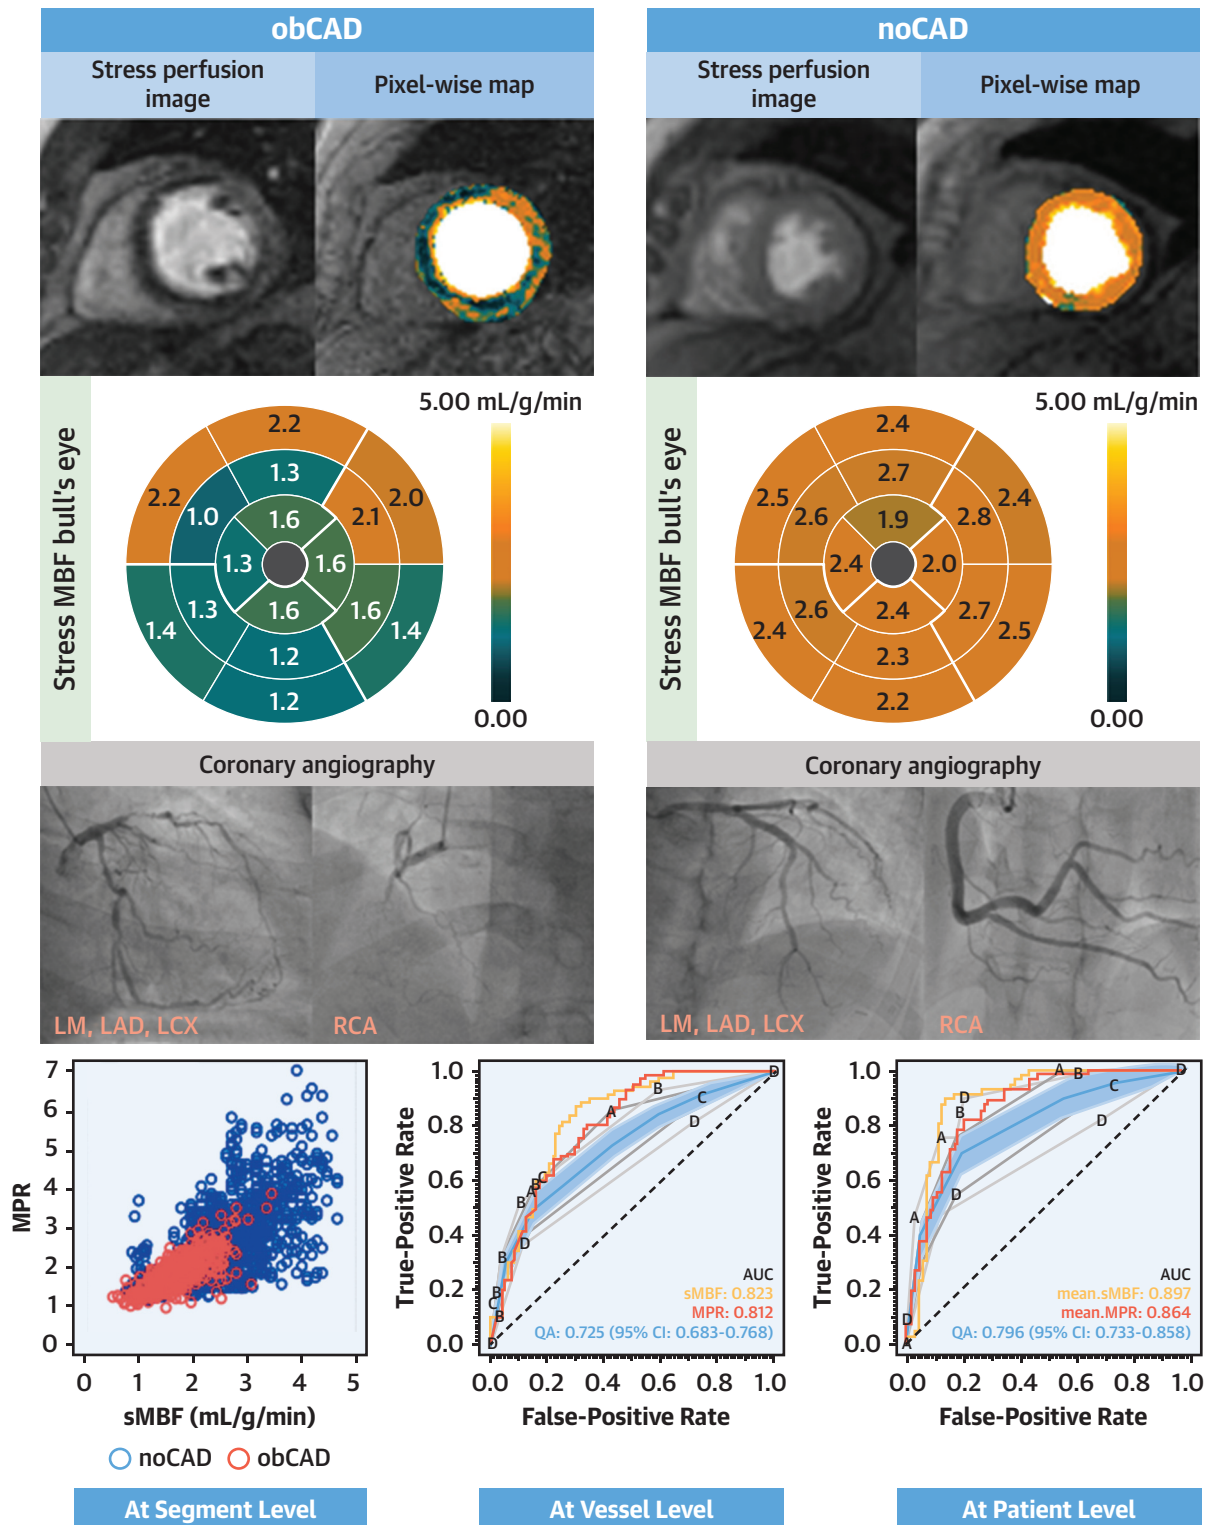 obCAD
Stress perfusion
image
Pixel-wise map
noCAD
Stress perfusion
image
Pixel-wise map
Stress MBF bull's eye
2.2
2.2
2.0
1.3
1.0
2.1
1.6
1.3
1.6
1.6
1.3
1.6
1.4
1.4
1.2
1.2
5.00 mL/g/min
0.00
Stress MBF bull's eye
2.4
2.5
2.4
2.7
2.6
2.8
1.9
2.4
2.0
2.4
2.6
2.7
2.4
2.5
2.3
2.2
5.00 mL/g/min
0.00
Coronary angiography
LM, LAD, LCX
RCA
Coronary angiography
LM, LAD, LCX
RCA
MPR
7
6
5
4
3
2
1
0
0 1 2 3 4 5
sMBF (mL/g/min)
noCAD obCAD
At Segment Level
True-Positive Rate
1.0
0.8
0.6
0.4
0.2
0.0
D
B
C
A
D
C
B
A
B
D
B
B
C
B
D
AUC
sMBF: 0.823
MPR: 0.812
QA: 0.725 (95% CI: 0.683-0.768)
0.0 0.2 0.4 0.6 0.8 1.0
False-Positive Rate
At Vessel Level
True-Positive Rate
1.0
0.8
0.6
0.4
0.2
0.0
A
B
D
C
D
B
D
A
D
A
D
A
AUC
mean.sMBF: 0.897
mean.MPR: 0.864
QA: 0.796 (95% CI: 0.733-0.858)
0.0 0.2 0.4 0.6 0.8 1.0
False-Positive Rate
At Patient Level